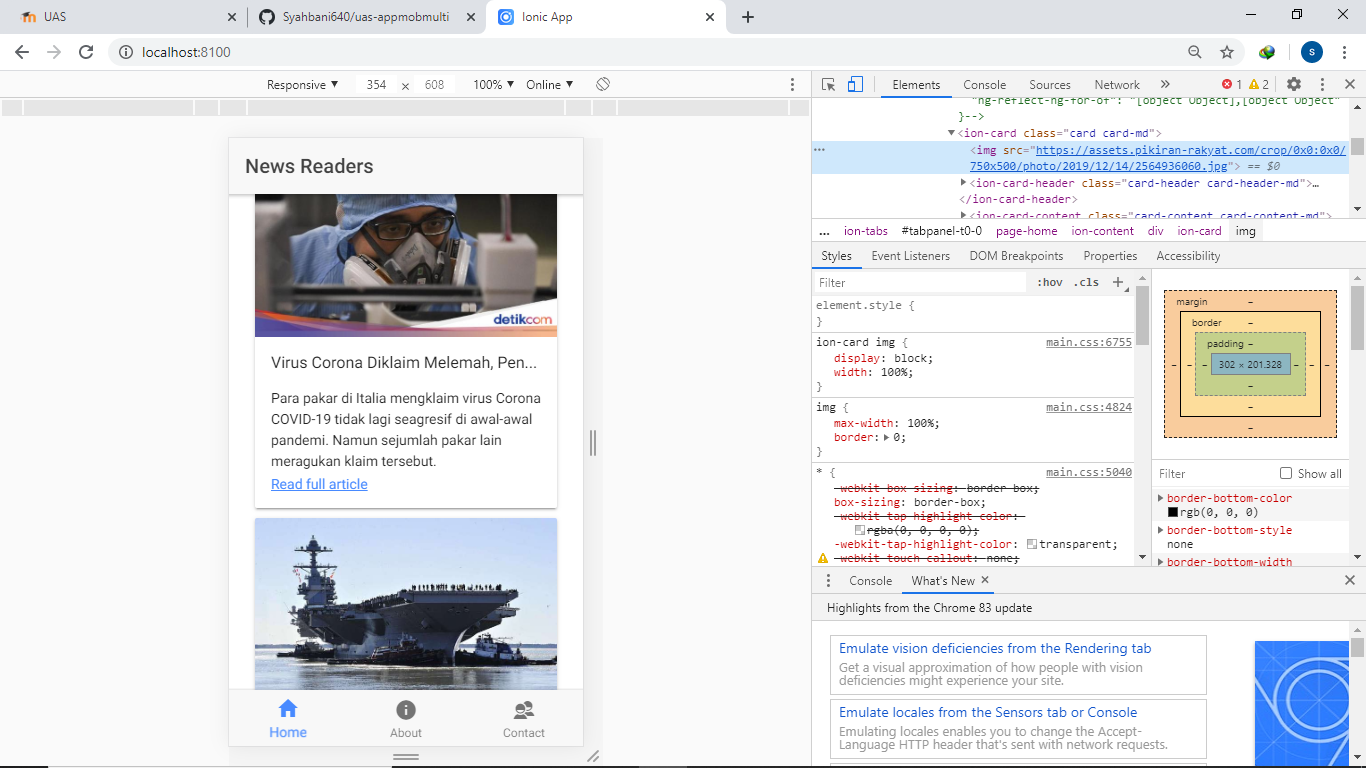 UAS
Syahbani640/uas-appmobmulti
Ionic App
localhost:8100
s
Responsive ▼ 354 × 608 100% ▼ Online ▼
News Readers
detikcom
Virus Corona Diklaim Melemah, Pen...
Para pakar di Italia mengklaim virus Corona
COVID-19 tidak lagi seagresif di awal-awal
pandemi. Namun sejumlah pakar lain
meragukan klaim tersebut.
Read full article
Home
About
Contact
Elements Console Sources Network » 1 2
"ng-reflect-ng-for-of": "[object Object],[object Object"
}-->
▼<ion-card class="card card-md">
… <img src="https://assets.pikiran-rakyat.com/crop/0x0:0x0/
750x500/photo/2019/12/14/2564936060.jpg"> == $0
▶<ion-card-header class="card-header card-header-md">…
</ion-card-header>
▶<ion-card-content class="card-content card-content-md">
... ion-tabs #tabpanel-t0-0 page-home ion-content div ion-card img
Styles Event Listeners DOM Breakpoints Properties Accessibility
Filter :hov .cls +
element.style {
}
ion-card img { main.css:6755
display: block;
width: 100%;
}
img { main.css:4824
max-width: 100%;
border: ▶ 0;
}
* { main.css:5040
-webkit-box-sizing: border-box;
box-sizing: border-box;
-webkit-tap-highlight-color:
rgba(0, 0, 0, 0);
-webkit-tap-highlight-color: transparent;
-webkit-touch-callout: none;
margin –
border –
padding –
– – – 302 × 201.328 – – –
–
–
–
Filter Show all
▶ border-bottom-color
rgb(0, 0, 0)
▶ border-bottom-style
none
▶ border-bottom-width
Console What's New ×
Highlights from the Chrome 83 update
Emulate vision deficiencies from the Rendering tab
Get a visual approximation of how people with vision
deficiencies might experience your site.
Emulate locales from the Sensors tab or Console
Emulating locales enables you to change the Accept-
Language HTTP header that's sent with network requests.